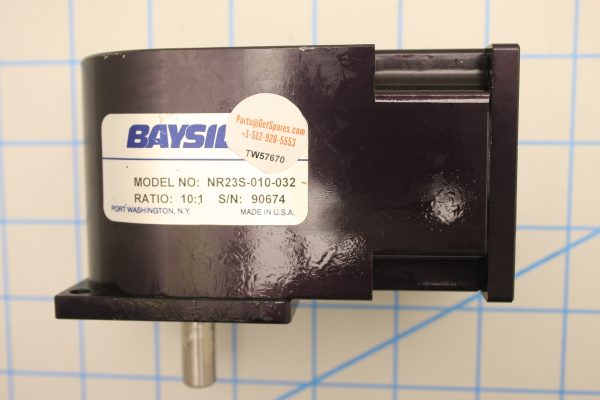 BAYSI
Parts@GetSpares.com
+1-512-928-5553
TW57670
MODEL NO: NR23S-010-032
RATIO: 10:1 S/N: 90674
PORT WASHINGTON, N.Y. MADE IN U.S.A.